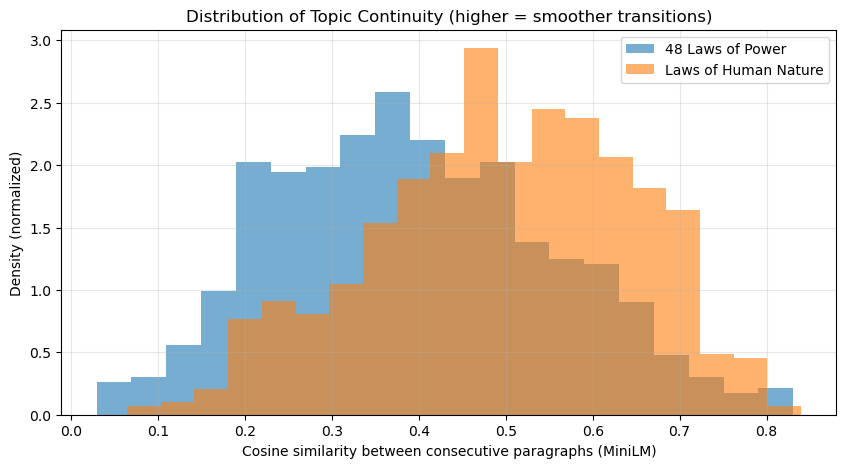 Distribution of Topic Continuity (higher = smoother transitions)
48 Laws of Power
Laws of Human Nature
Density (normalized)
3.0
2.5
2.0
1.5
1.0
0.5
0.0
0.0 0.1 0.2 0.3 0.4 0.5 0.6 0.7 0.8
Cosine similarity between consecutive paragraphs (MiniLM)